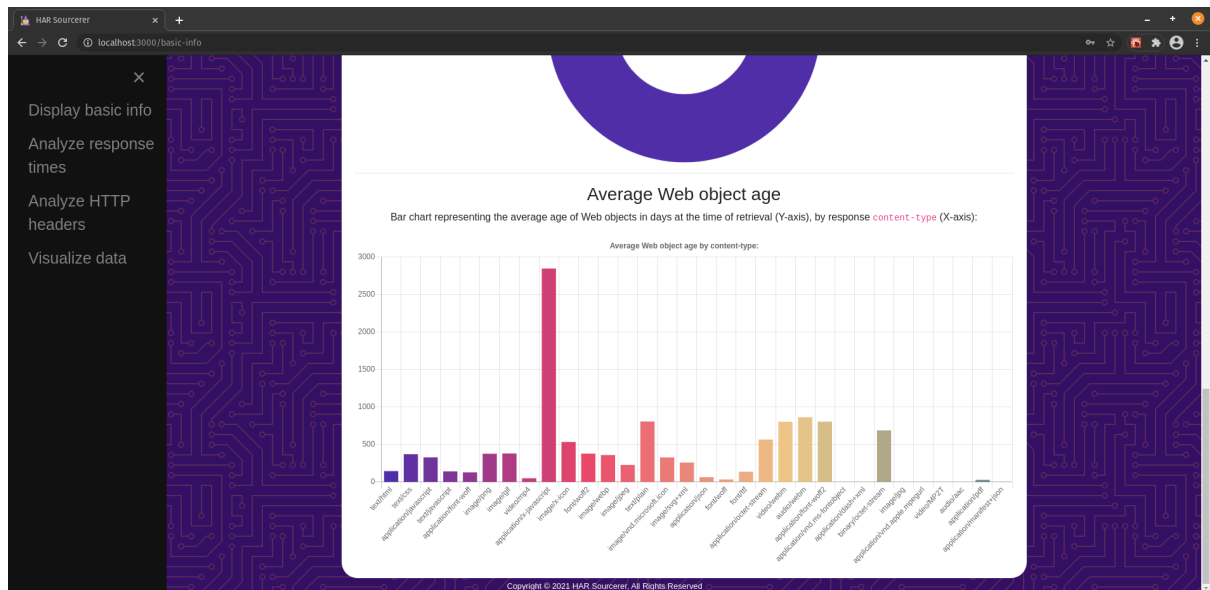 HAR Sourcerer
localhost:3000/basic-info
Display basic info
Analyze response
times
Analyze HTTP
headers
Visualize data
Average Web object age
Bar chart representing the average age of Web objects in days at the time of retrieval (Y-axis), by response content-type (X-axis):
Average Web object age by content-type:
3000
2500
2000
1500
1000
500
0
text/html
text/css
application/javascript
text/javascript
application/font-woff
image/png
image/gif
video/mp4
application/x-javascript
image/x-icon
font/woff2
image/webp
image/jpeg
text/plain
image/vnd.microsoft.icon
image/svg+xml
application/json
font/woff
font/ttf
application/octet-stream
video/webm
audio/webm
application/font-woff2
application/vnd.ms-fontobject
application/dash+xml
binary/octet-stream
image/jpg
application/vnd.apple.mpegurl
video/MP2T
audio/aac
application/pdf
application/manifest+json
Copyright © 2021 HAR Sourcerer, All Rights Reserved